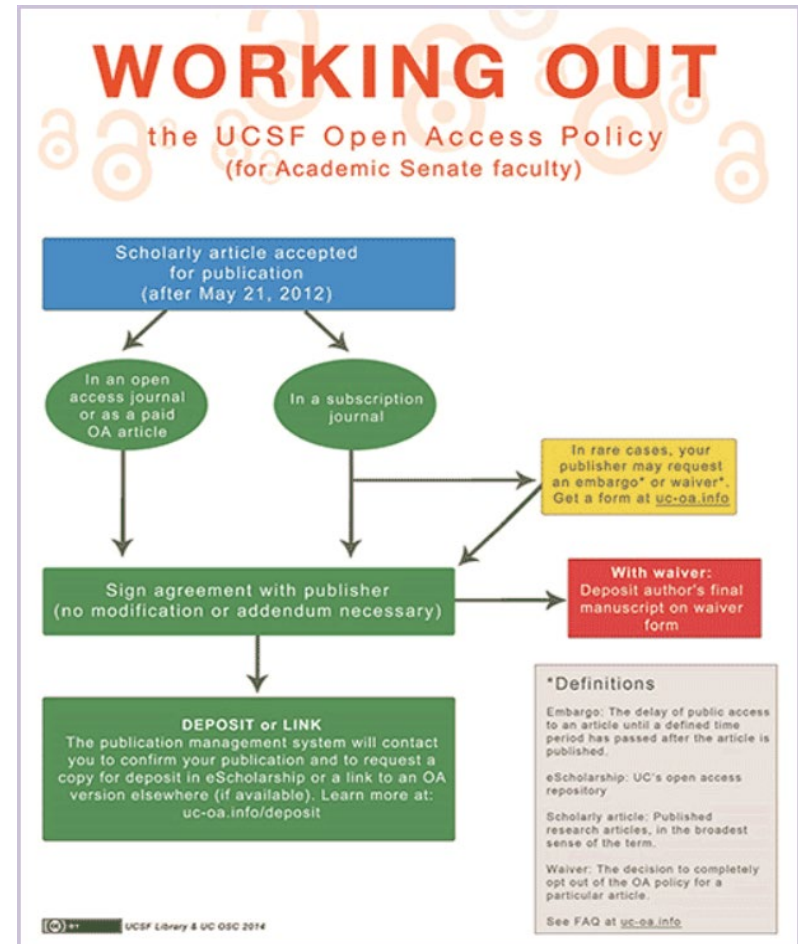 WORKING OUT
the UCSF Open Access Policy
(for Academic Senate faculty)
Scholarly article accepted
for publication
(after May 21, 2012)
In an open
access journal
or as a paid
OA article
In a subscription
journal
In rare cases, your
publisher may request
an embargo* or waiver*.
Get a form at uc-oa.info
Sign agreement with publisher
(no modification or addendum necessary)
With waiver:
Deposit author's final
manuscript on waiver
form
DEPOSIT or LINK
The publication management system will contact
you to confirm your publication and to request a
copy for deposit in eScholarship or a link to an OA
version elsewhere (if available). Learn more at:
uc-oa.info/deposit
*Definitions
Embargo: The delay of public access
to an article until a defined time
period has passed after the article is
published.
eScholarship: UC's open access
repository
Scholarly article: Published
research articles, in the broadest
sense of the term.
Waiver: The decision to completely
opt out of the OA policy for a
particular article.
See FAQ at uc-oa.info
cc BY UCSF Library & UC OSC 2014